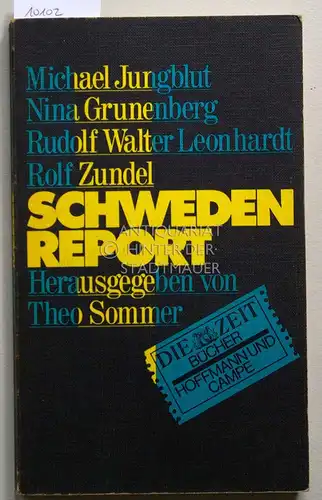 10102
Michael Jungblut
Nina Grunenberg
Rudolf Walter Leonhardt
Rolf Zundel
SCHWEDEN
REPORT
Herausgegeben von
Theo Sommer
DIE ZEIT
BÜCHER
HOFFMANN UND
CAMPE
ANTIQUARIAT
HINTER DER
STADTMAUER